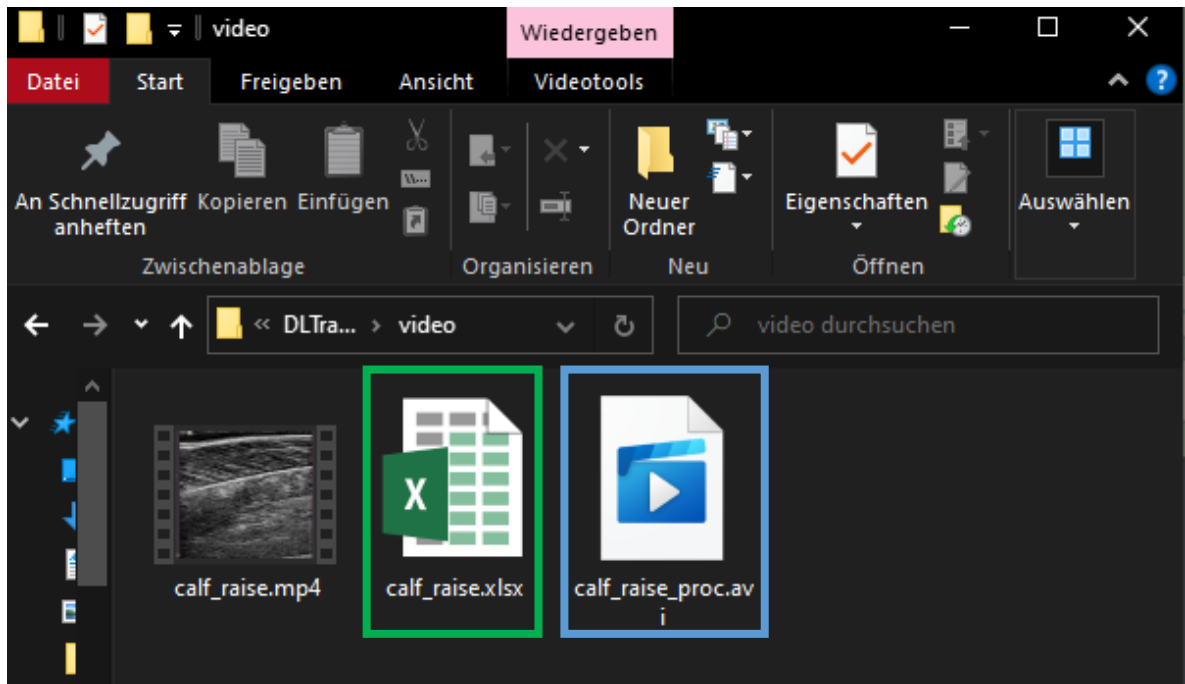 video
Wiedergeben
Datei
Start
Freigeben
Ansicht
Videotools
An Schnellzugriff
anheften
Kopieren
Einfügen
Neuer
Ordner
Eigenschaften
Auswählen
Zwischenablage
Organisieren
Neu
Öffnen
« DLTra... › video
video durchsuchen
calf_raise.mp4
calf_raise.xlsx
calf_raise_proc.av
i